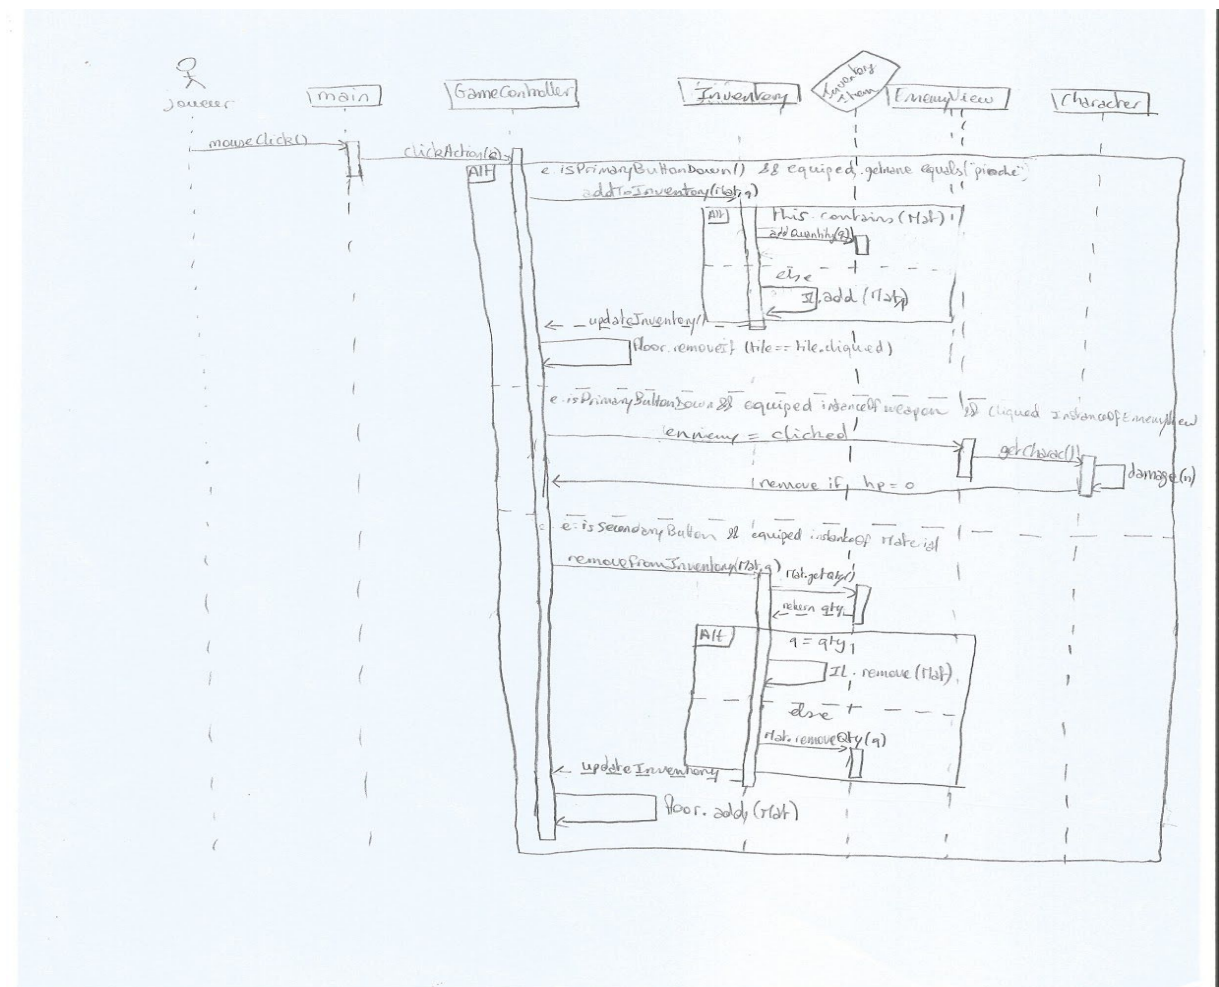 joueur
main
GameController
Inventory
Inventory
Item
EnemyView
Character
mouseClick()
clickAction(e)
Alt
e.isPrimaryButtonDown() && equiped.getname equals("pioche")
addToInventory(Mat,q)
Alt
this.contains(Mat)
addQuantity(q)
else
Il.add(Mat)
updateInventory()
floor.removeif (tile==tile.cliqued)
e.isPrimaryButtonDown && equiped instanceOf weapon && cliqued instanceOf EnemyView
ennemy = clicked
getCharac()
damage(n)
remove if hp=0
e.isSecondaryButton && equiped instanceOf Material
removeFromInventory(Mat,q)
Mat.getQty()
return qty
Alt
q = qty
IL.remove(Mat)
else
Mat.removeQty(q)
updateInventory
floor.add(Mat)